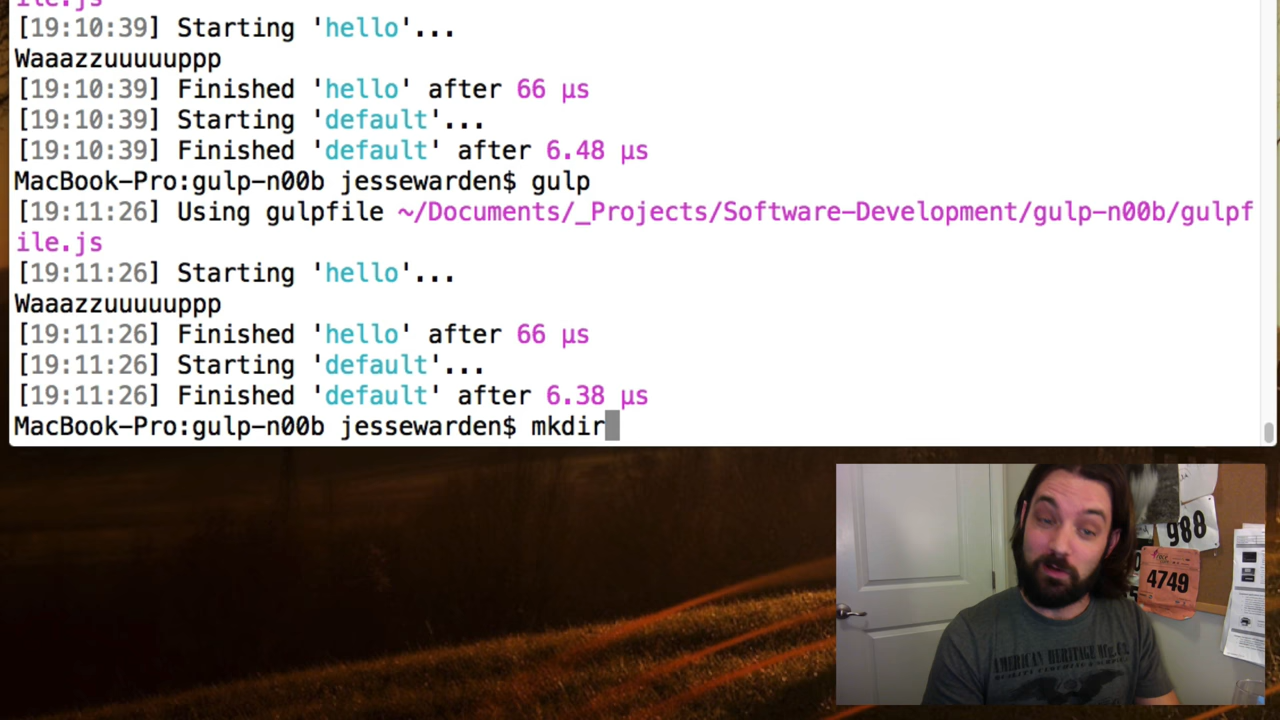 ile.js
[19:10:39] Starting 'hello'...
Waaazzuuuuuppp
[19:10:39] Finished 'hello' after 66 μs
[19:10:39] Starting 'default'...
[19:10:39] Finished 'default' after 6.48 μs
MacBook-Pro:gulp-n00b jessewarden$ gulp
[19:11:26] Using gulpfile ~/Documents/_Projects/Software-Development/gulp-n00b/gulpf
ile.js
[19:11:26] Starting 'hello'...
Waaazzuuuuuppp
[19:11:26] Finished 'hello' after 66 μs
[19:11:26] Starting 'default'...
[19:11:26] Finished 'default' after 6.38 μs
MacBook-Pro:gulp-n00b jessewarden$ mkdir
988
4749
AMERICAN HERITAGE Mfg.Co.